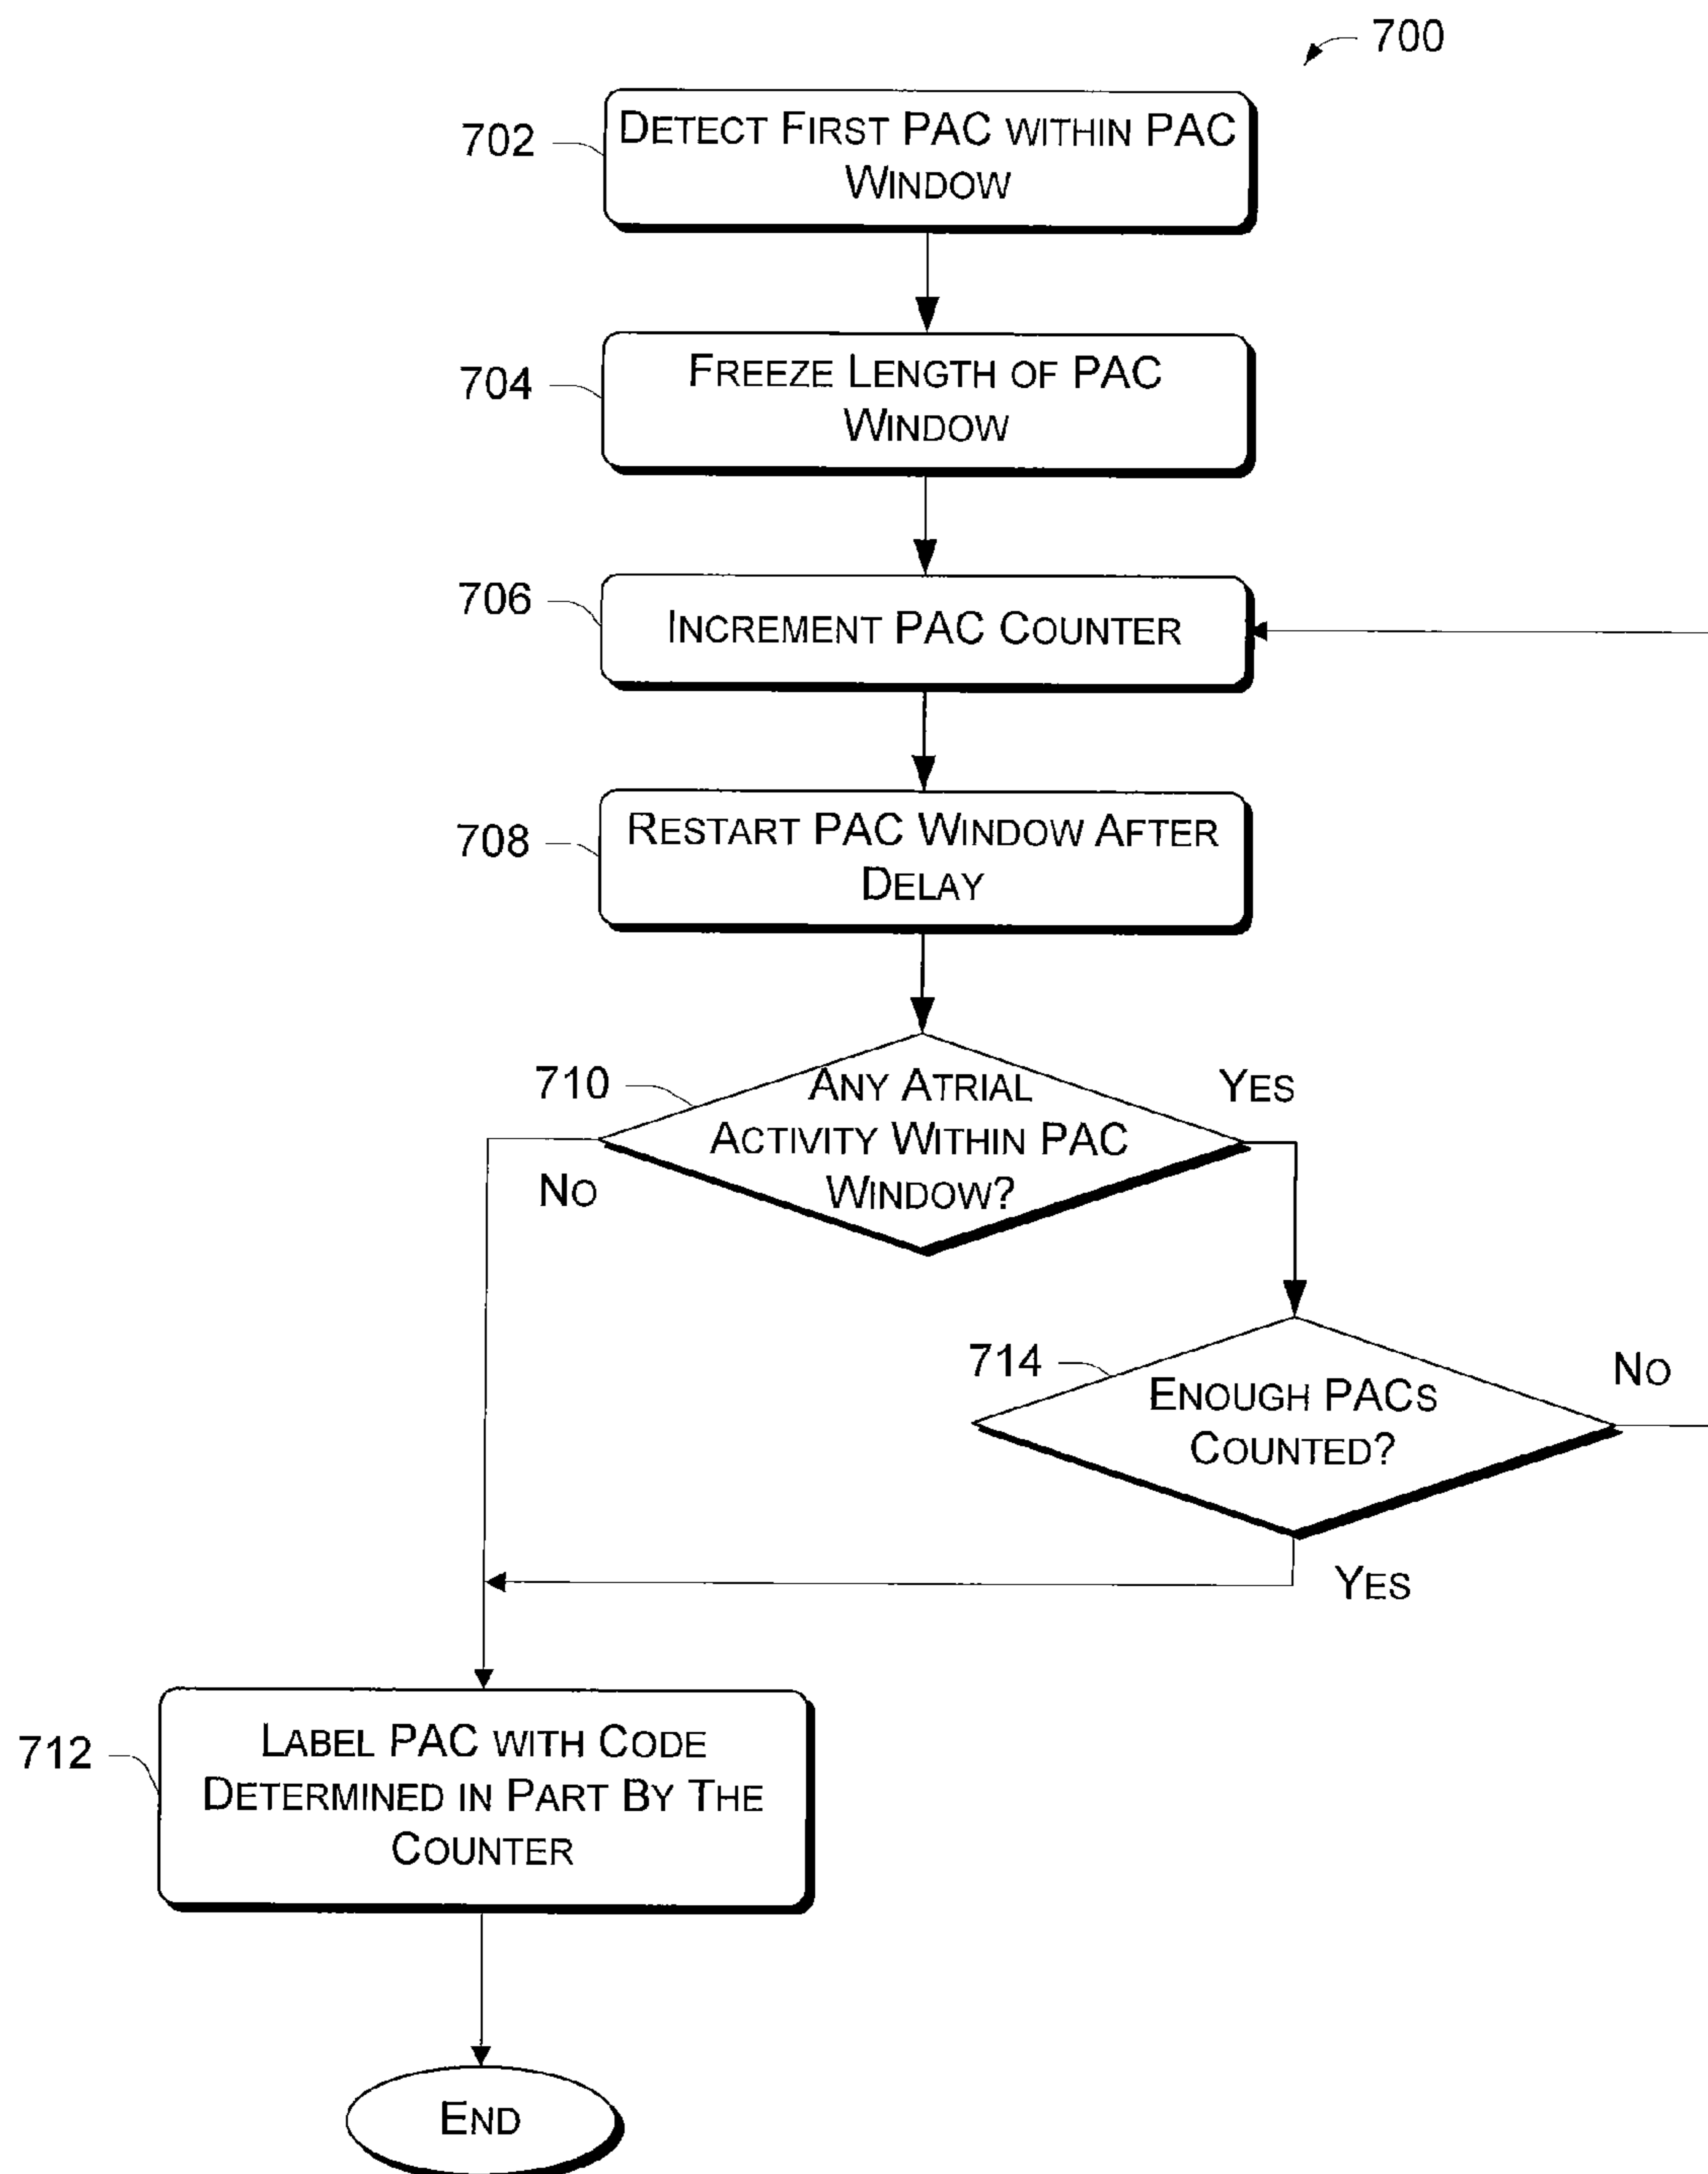 700
702
DETECT FIRST PAC WITHIN PAC
WINDOW
704
FREEZE LENGTH OF PAC
WINDOW
706
INCREMENT PAC COUNTER
708
RESTART PAC WINDOW AFTER
DELAY
710
ANY ATRIAL
ACTIVITY WITHIN PAC
WINDOW?
YES
NO
714
ENOUGH PACS
COUNTED?
NO
YES
712
LABEL PAC WITH CODE
DETERMINED IN PART BY THE
COUNTER
END